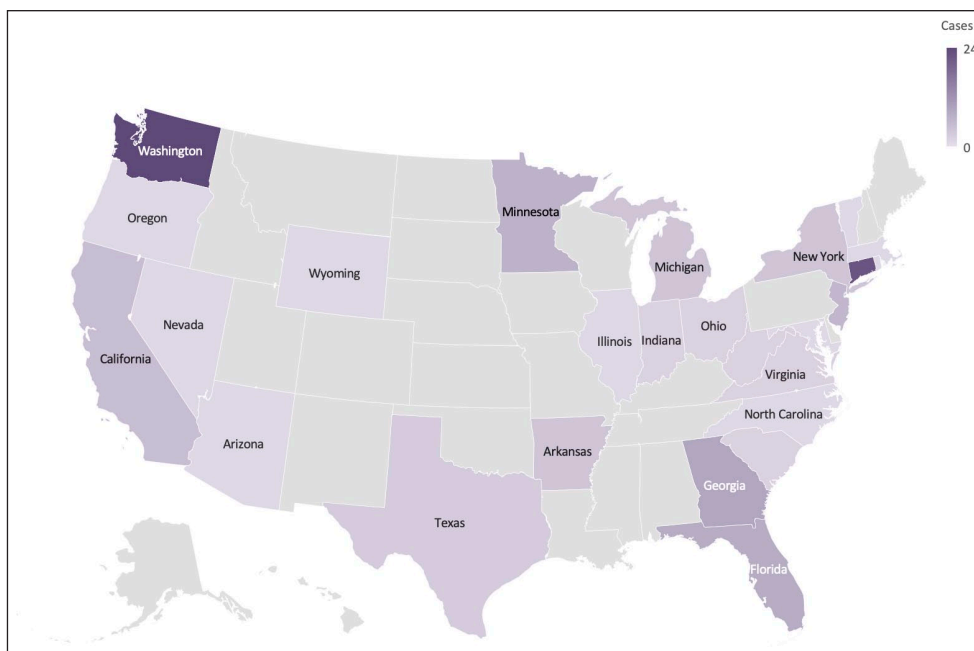 Cases
24
0
Washington
Oregon
Minnesota
Wyoming
Michigan
New York
Nevada
California
Illinois
Indiana
Ohio
Virginia
North Carolina
Arizona
Arkansas
Georgia
Texas
Florida